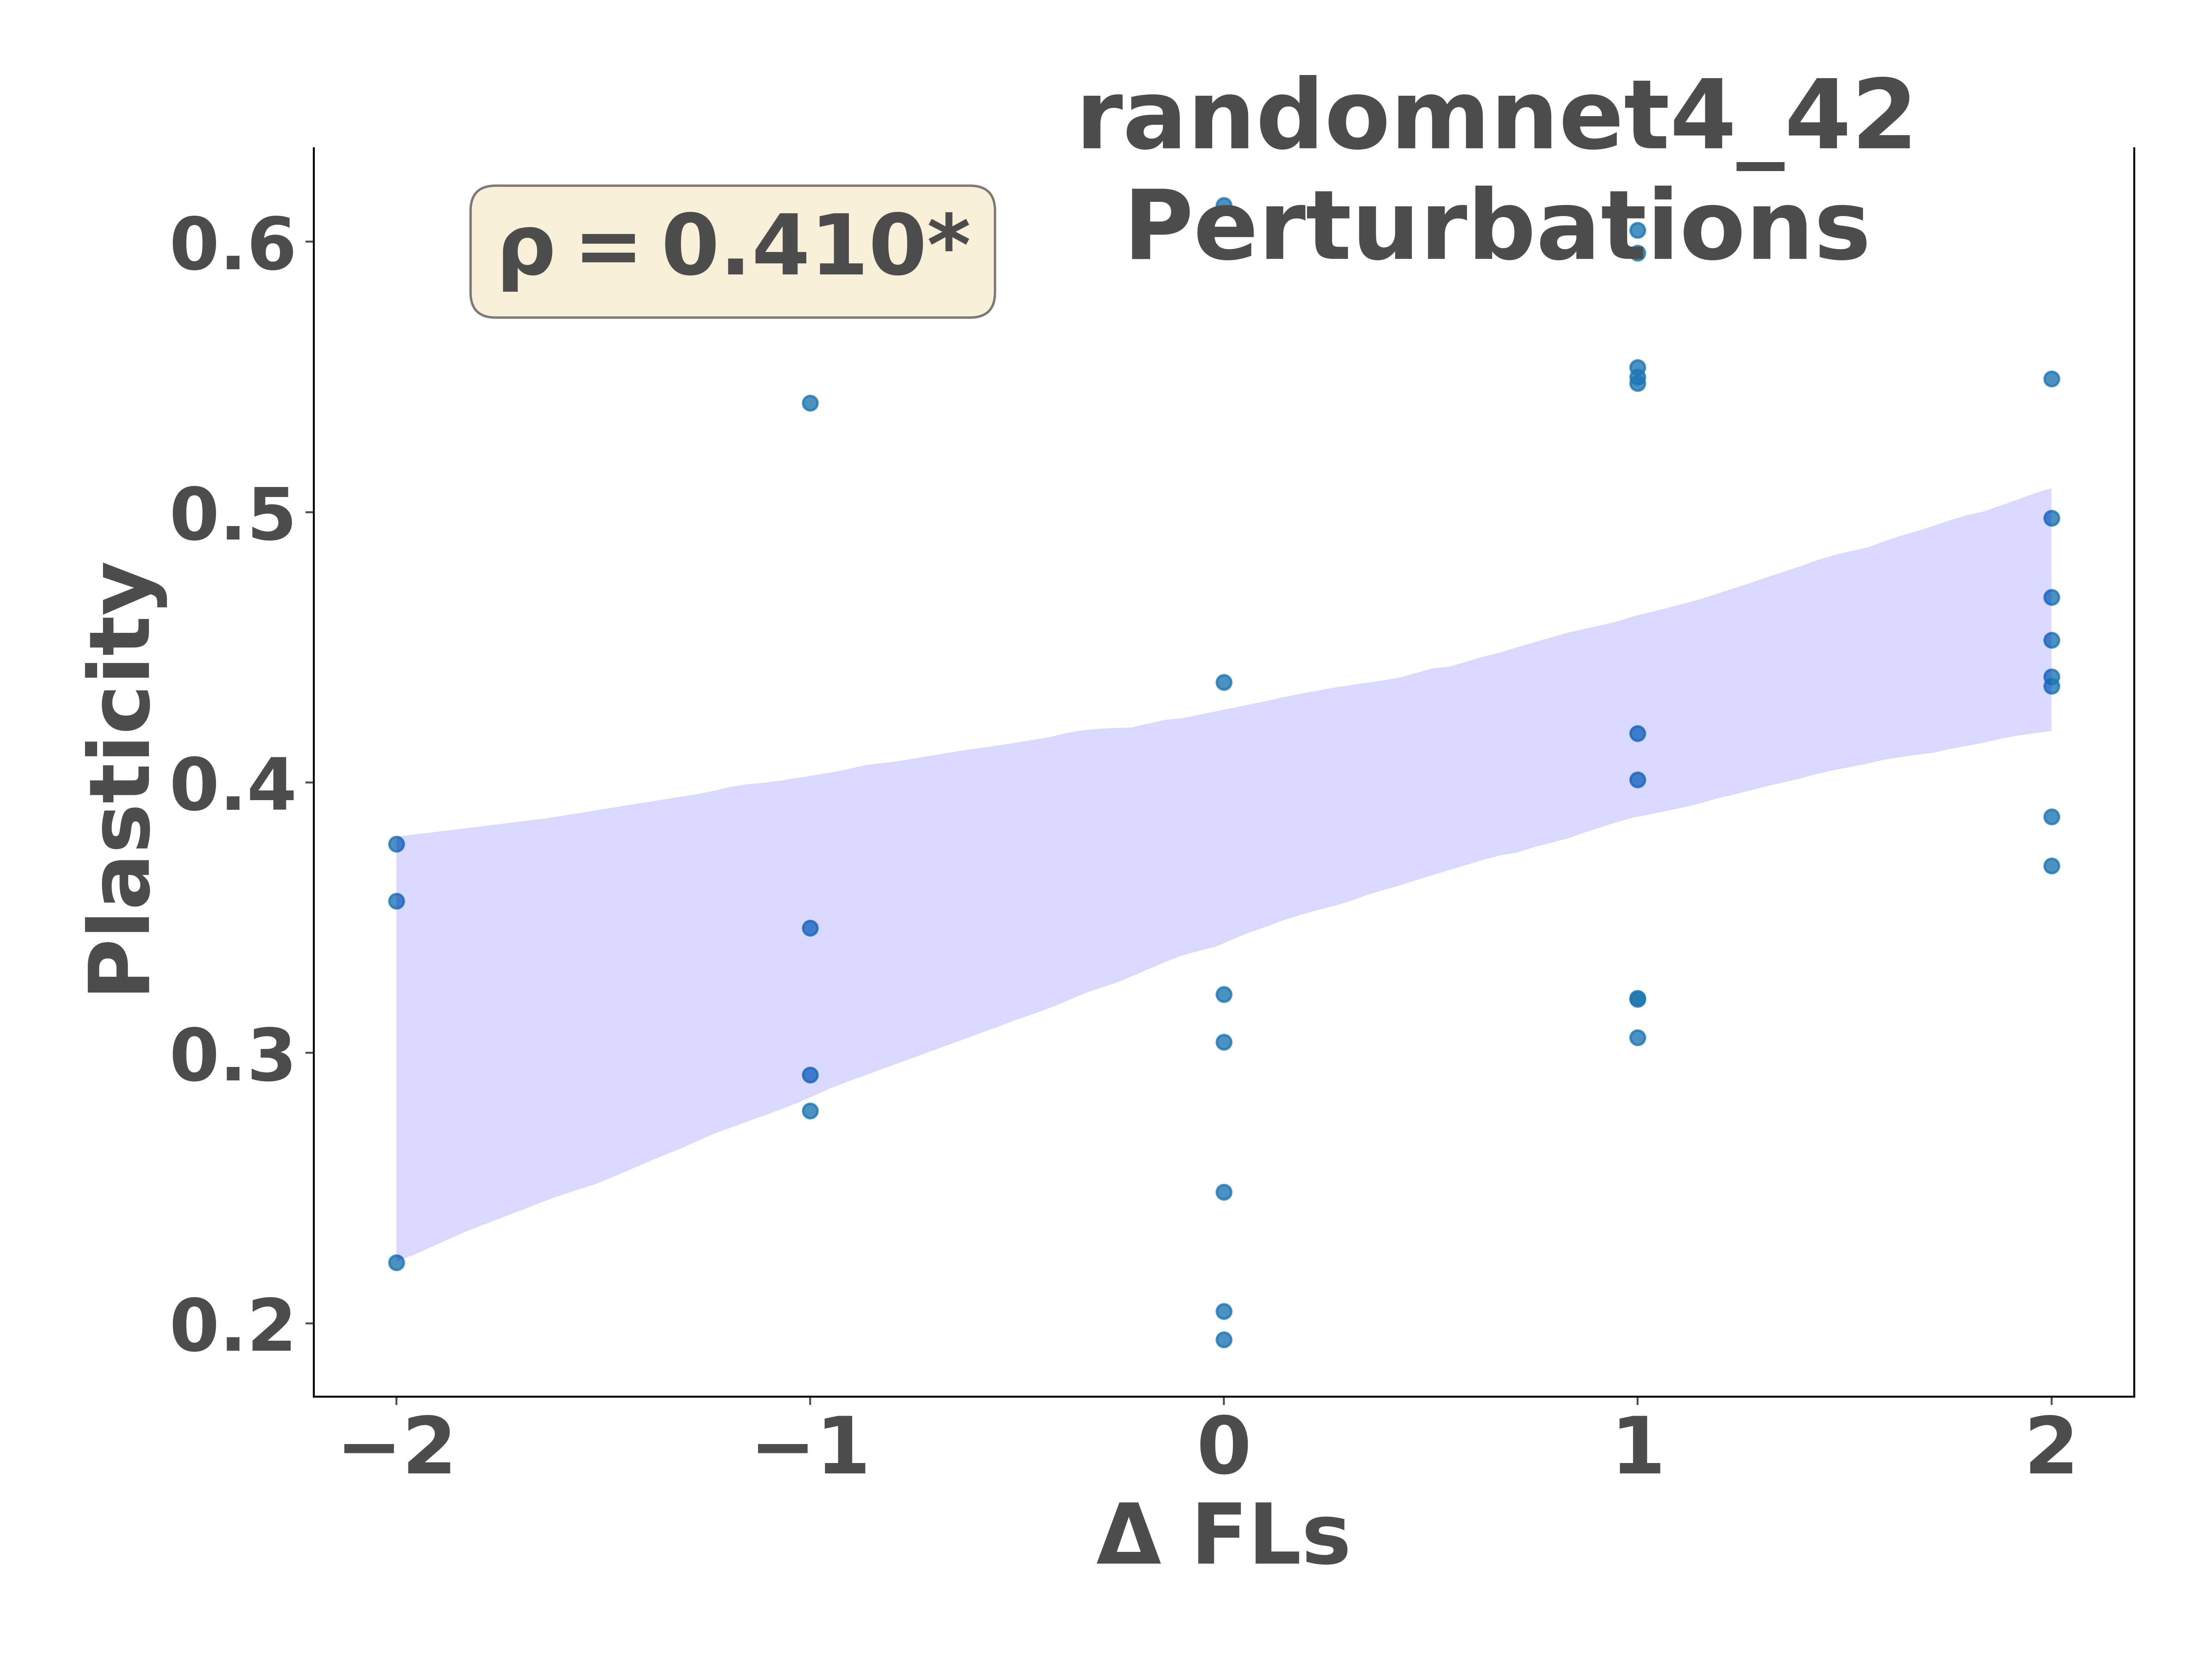 randomnet4_42
Perturbations
ρ = 0.410*
0.6
0.5
0.4
0.3
0.2
Plasticity
−2
−1
0
1
2
Δ FLs